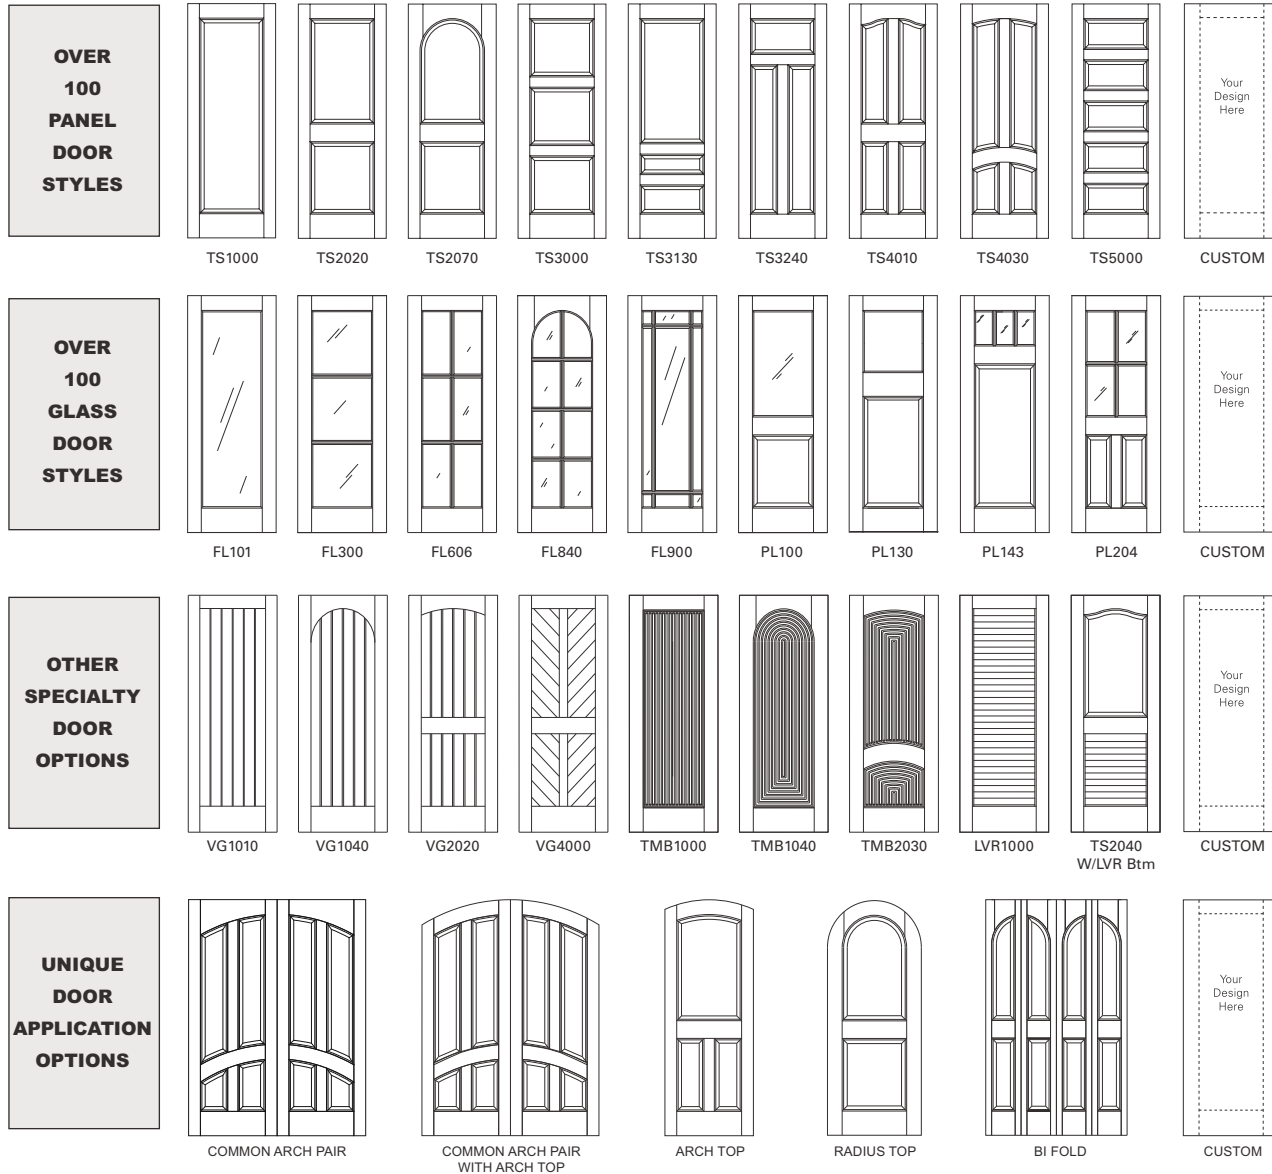 OVER
100
PANEL
DOOR
STYLES
Your
Design
Here
TS1000 TS2020 TS2070 TS3000 TS3130 TS3240 TS4010 TS4030 TS5000 CUSTOM
OVER
100
GLASS
DOOR
STYLES
Your
Design
Here
FL101 FL300 FL606 FL840 FL900 PL100 PL130 PL143 PL204 CUSTOM
OTHER
SPECIALTY
DOOR
OPTIONS
Your
Design
Here
VG1010 VG1040 VG2020 VG4000 TMB1000 TMB1040 TMB2030 LVR1000 TS2040 CUSTOM
W/LVR Btm
UNIQUE
DOOR
APPLICATION
OPTIONS
Your
Design
Here
COMMON ARCH PAIR COMMON ARCH PAIR ARCH TOP RADIUS TOP BI FOLD CUSTOM
WITH ARCH TOP